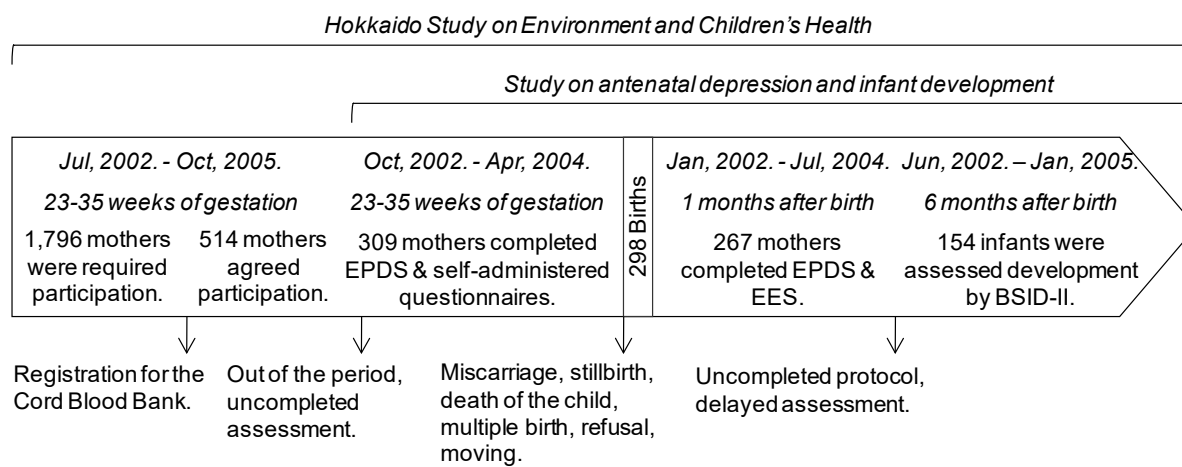 Hokkaido Study on Environment and Children's Health
Study on antenatal depression and infant development
Jul, 2002. - Oct, 2005.
23-35 weeks of gestation
1,796 mothers
were required
participation.
514 mothers
agreed
participation.
Oct, 2002. - Apr, 2004.
23-35 weeks of gestation
309 mothers completed
EPDS & self-administered
questionnaires.
298 Births
Jan, 2002. - Jul, 2004.
1 months after birth
267 mothers
completed EPDS &
EES.
Jun, 2002. – Jan, 2005.
6 months after birth
154 infants were
assessed development
by BSID-II.
Registration for the
Cord Blood Bank.
Out of the period,
uncompleted
assessment.
Miscarriage, stillbirth,
death of the child,
multiple birth, refusal,
moving.
Uncompleted protocol,
delayed assessment.